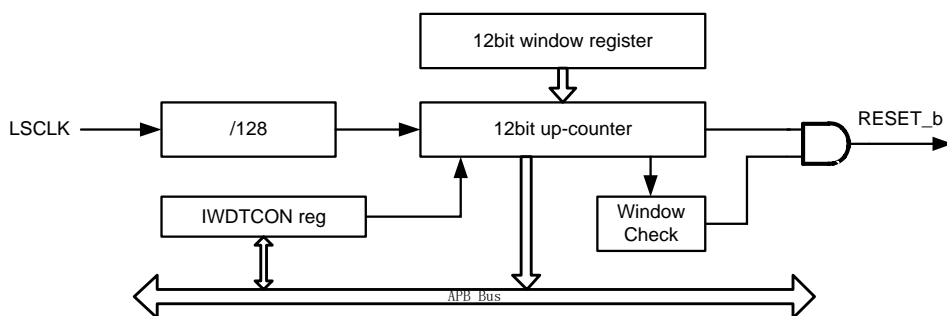 12bit window register
LSCLK
/128
12bit up-counter
RESET_b
IWDTCON reg
Window
Check
APB Bus